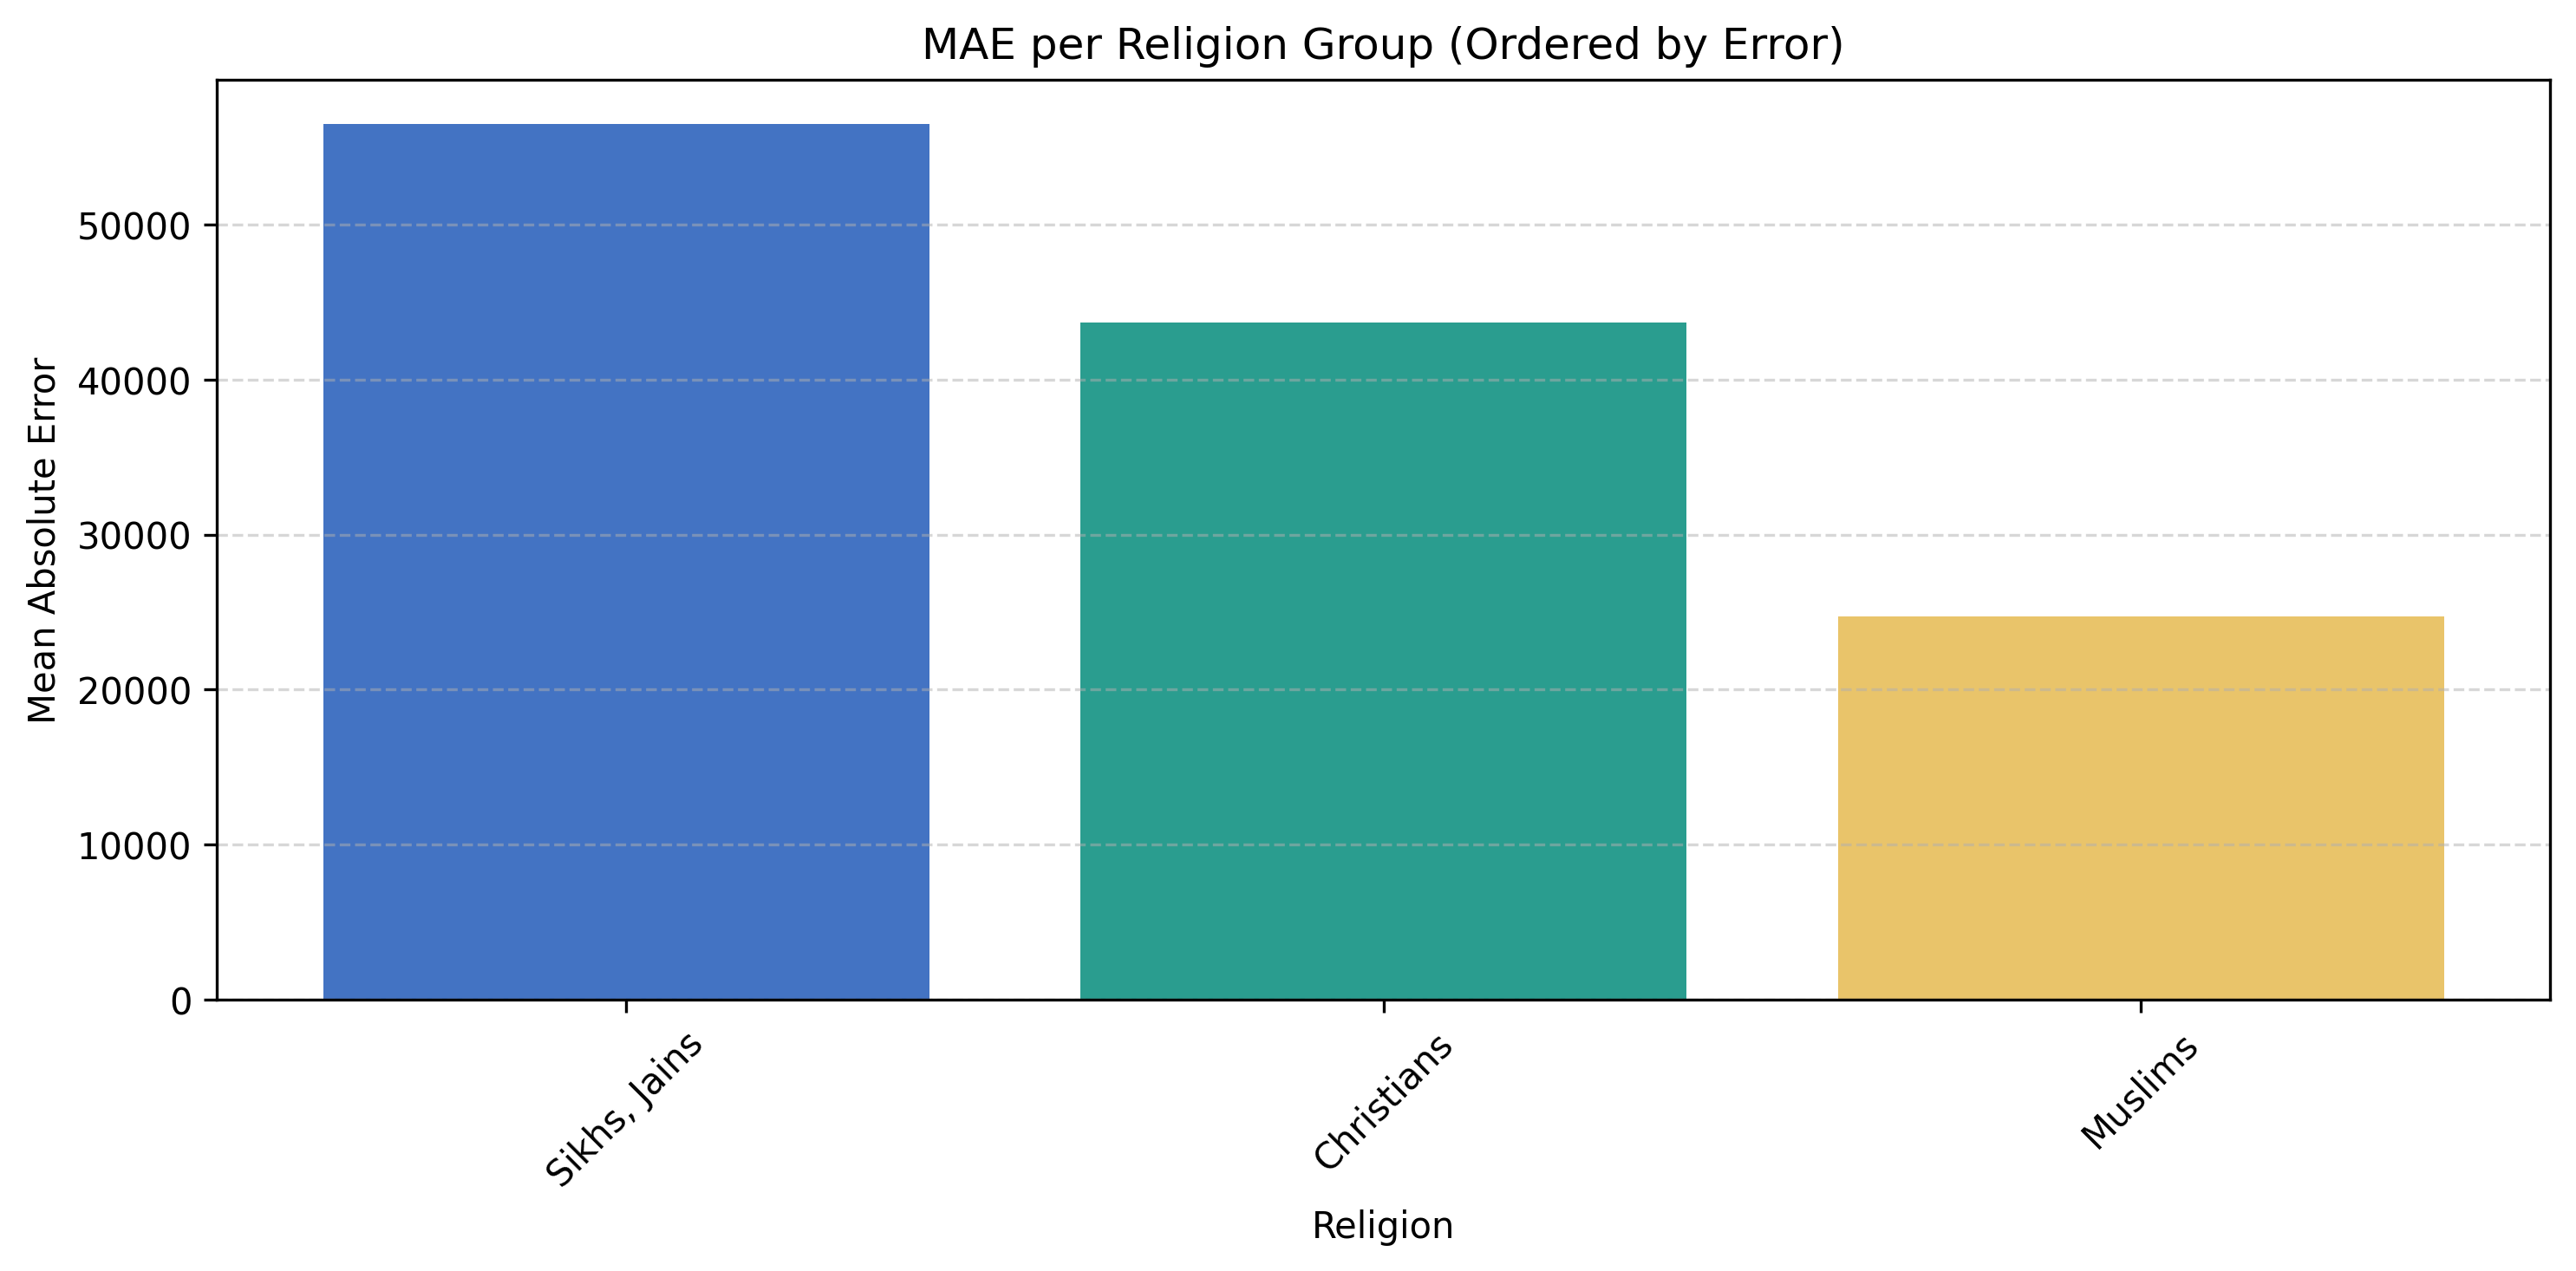 MAE per Religion Group (Ordered by Error)
Mean Absolute Error
50000
40000
30000
20000
10000
0
Sikhs, Jains
Christians
Muslims
Religion